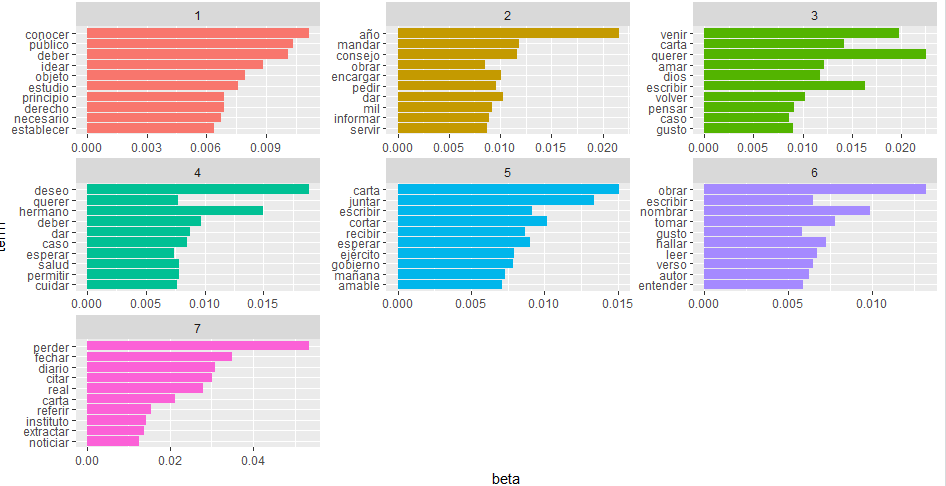 1
conocer
público
deber
idear
objeto
estudio
principio
derecho
necesario
establecer
0.000 0.003 0.006 0.009
2
año
mandar
consejo
obrar
encargar
pedir
dar
mil
informar
servir
0.000 0.005 0.010 0.015 0.020
3
venir
carta
querer
amar
dios
escribir
volver
pensar
caso
gusto
0.000 0.005 0.010 0.015 0.020
4
deseo
querer
hermano
deber
dar
caso
esperar
salud
permitir
cuidar
0.000 0.005 0.010 0.015
5
carta
juntar
escribir
cortar
recibir
esperar
ejército
gobierno
mañana
amable
0.000 0.005 0.010 0.015
6
obrar
escribir
nombrar
tomar
gusto
hallar
leer
verso
autor
entender
0.000 0.005 0.010
7
perder
fechar
diario
citar
real
carta
referir
instituto
extractar
noticiar
0.00 0.02 0.04
term
beta